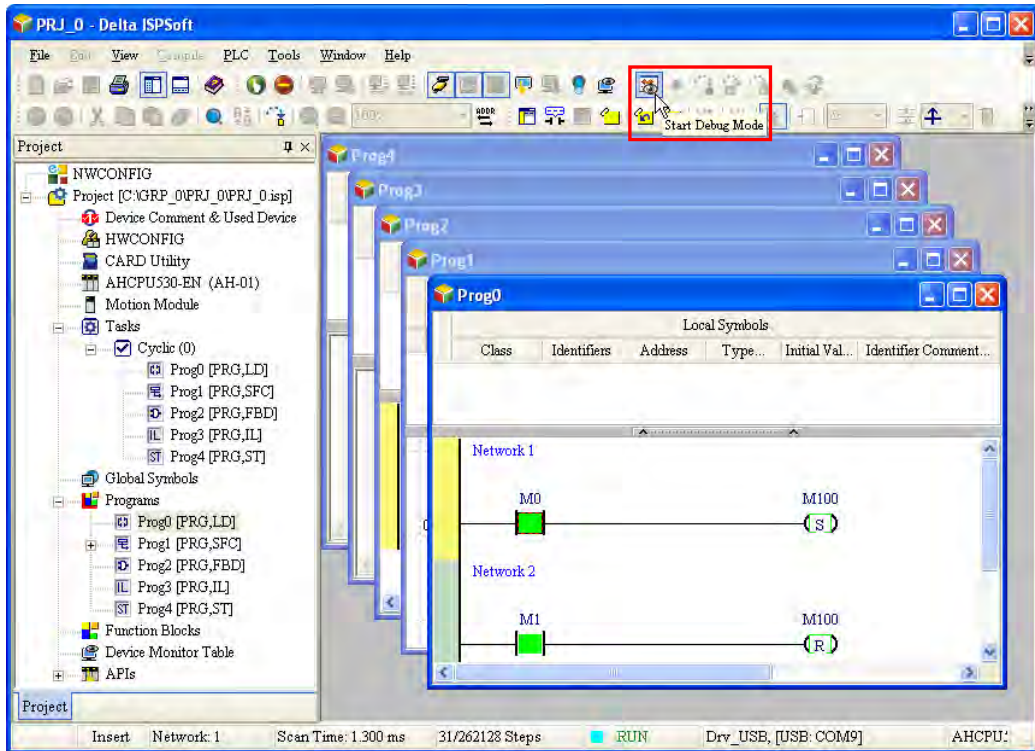 PRJ_0 - Delta ISPSoft
File Edit View Compile PLC Tools Window Help
100%
ADDR
Start Debug Mode
Project
NWCONFIG
Project [C:\GRP_0\PRJ_0\PRJ_0.isp]
Device Comment & Used Device
HWCONFIG
CARD Utility
AHCPU530-EN (AH-01)
Motion Module
Tasks
Cyclic (0)
Prog0 [PRG,LD]
Prog1 [PRG,SFC]
Prog2 [PRG,FBD]
Prog3 [PRG,IL]
Prog4 [PRG,ST]
Global Symbols
Programs
Prog0 [PRG,LD]
Prog1 [PRG,SFC]
Prog2 [PRG,FBD]
Prog3 [PRG,IL]
Prog4 [PRG,ST]
Function Blocks
Device Monitor Table
APIs
Project
Prog4
Prog3
Prog2
Prog1
Prog0
Local Symbols
Class Identifiers Address Type... Initial Val... Identifier Comment...
Network 1
M0 M100
S
Network 2
M1 M100
R
Insert Network: 1 Scan Time: 1.300 ms 31/262128 Steps RUN Drv_USB, [USB: COM9] AHCPU